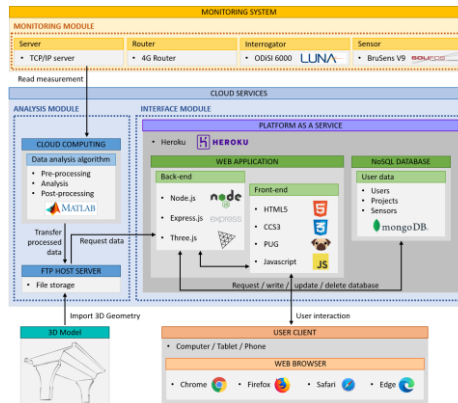 MONITORING SYSTEM
MONITORING MODULE
Server
• TCP/IP server
Router
• 4G Router
Interrogator
• ODiSI 6000 LUNA
Sensor
• BruSens V9 SOLIFOS
Read measurement
CLOUD SERVICES
ANALYSIS MODULE
INTERFACE MODULE
CLOUD COMPUTING
Data analysis algorithm
• Pre-processing
• Analysis
• Post-processing
MATLAB
Transfer
processed
data
Request data
FTP HOST SERVER
• File storage
PLATFORM AS A SERVICE
• Heroku HEROKU
WEB APPLICATION
Back-end
• Node.js node
• Express.js express
• Three.js
Front-end
• HTML5
• CCS3
• PUG
• Javascript JS
NoSQL DATABASE
User data
• Users
• Projects
• Sensors
mongoDB
Request / write / update / delete database
Import 3D Geometry
User interaction
3D Model
USER CLIENT
• Computer / Tablet / Phone
WEB BROWSER
• Chrome
• Firefox
• Safari
• Edge